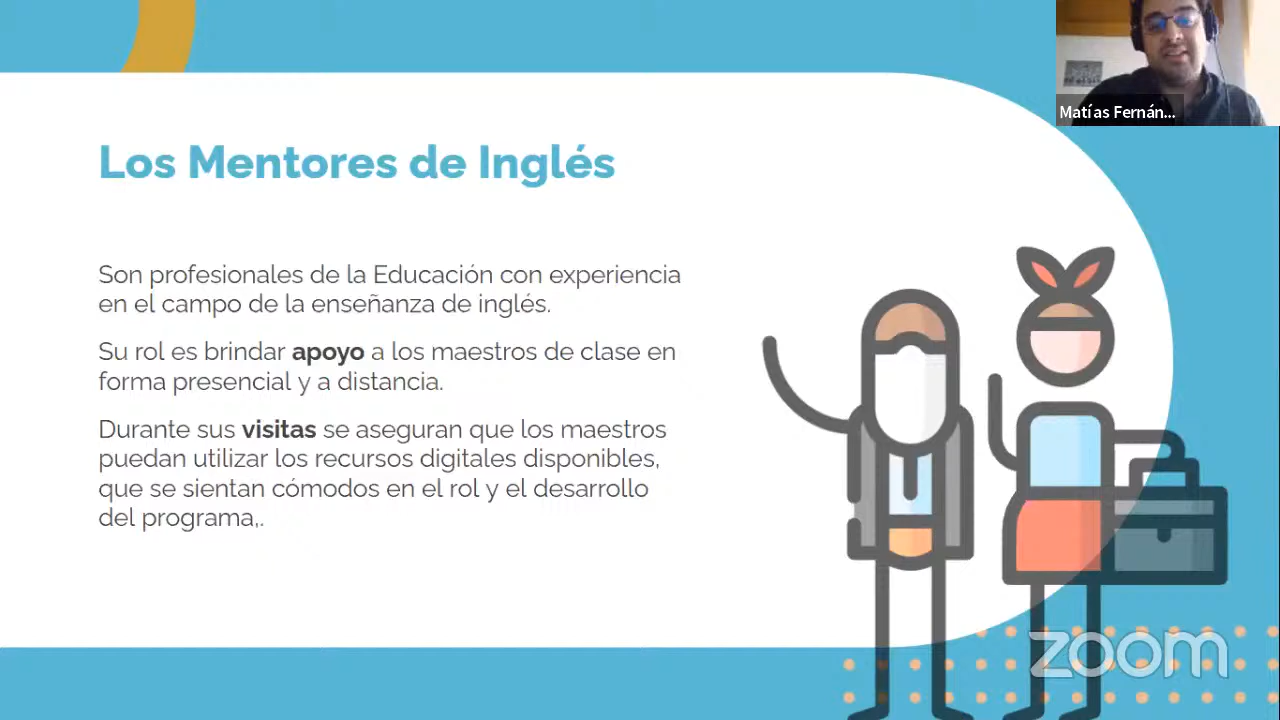 Matías Fernán...
Los Mentores de Inglés
Son profesionales de la Educación con experiencia
en el campo de la enseñanza de inglés.
Su rol es brindar apoyo a los maestros de clase en
forma presencial y a distancia.
Durante sus visitas se aseguran que los maestros
puedan utilizar los recursos digitales disponibles,
que se sientan cómodos en el rol y el desarrollo
del programa,.
zoom